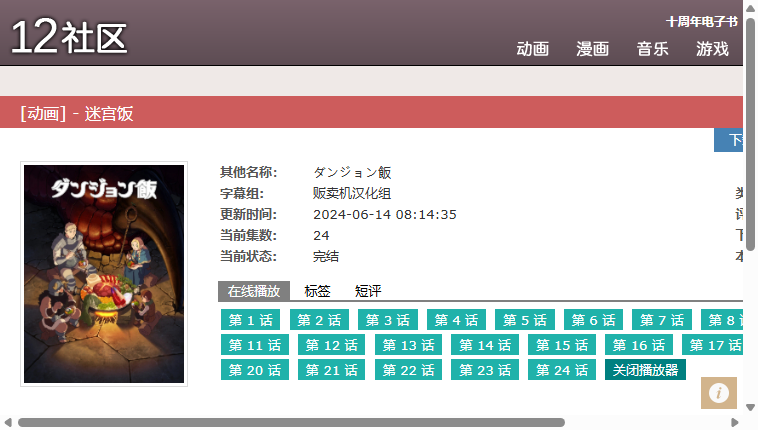 十周年电子书
12社区
动画 漫画 音乐 游戏
[动画] - 迷宫饭
ダンジョン飯
其他名称: ダンジョン飯
字幕组: 贩卖机汉化组
更新时间: 2024-06-14 08:14:35
当前集数: 24
当前状态: 完结
在线播放 标签 短评
第 1 话 第 2 话 第 3 话 第 4 话 第 5 话 第 6 话 第 7 话 第 8
第 11 话 第 12 话 第 13 话 第 14 话 第 15 话 第 16 话 第 17 话
第 20 话 第 21 话 第 22 话 第 23 话 第 24 话 关闭播放器